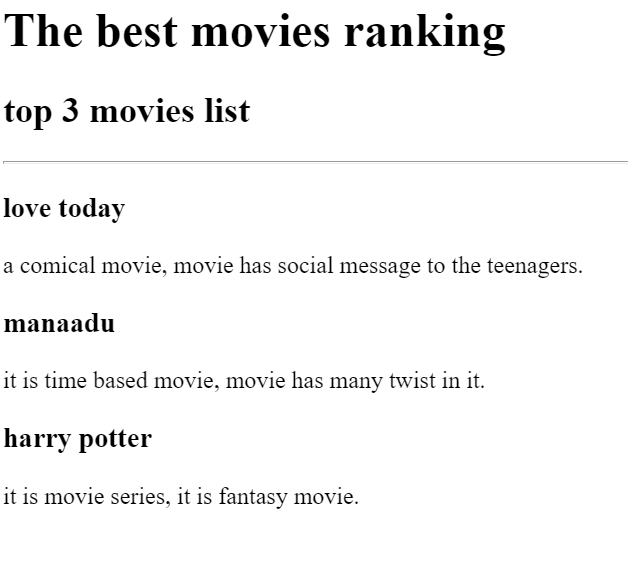 The best movies ranking
top 3 movies list
love today
a comical movie, movie has social message to the teenagers.
manaadu
it is time based movie, movie has many twist in it.
harry potter
it is movie series, it is fantasy movie.